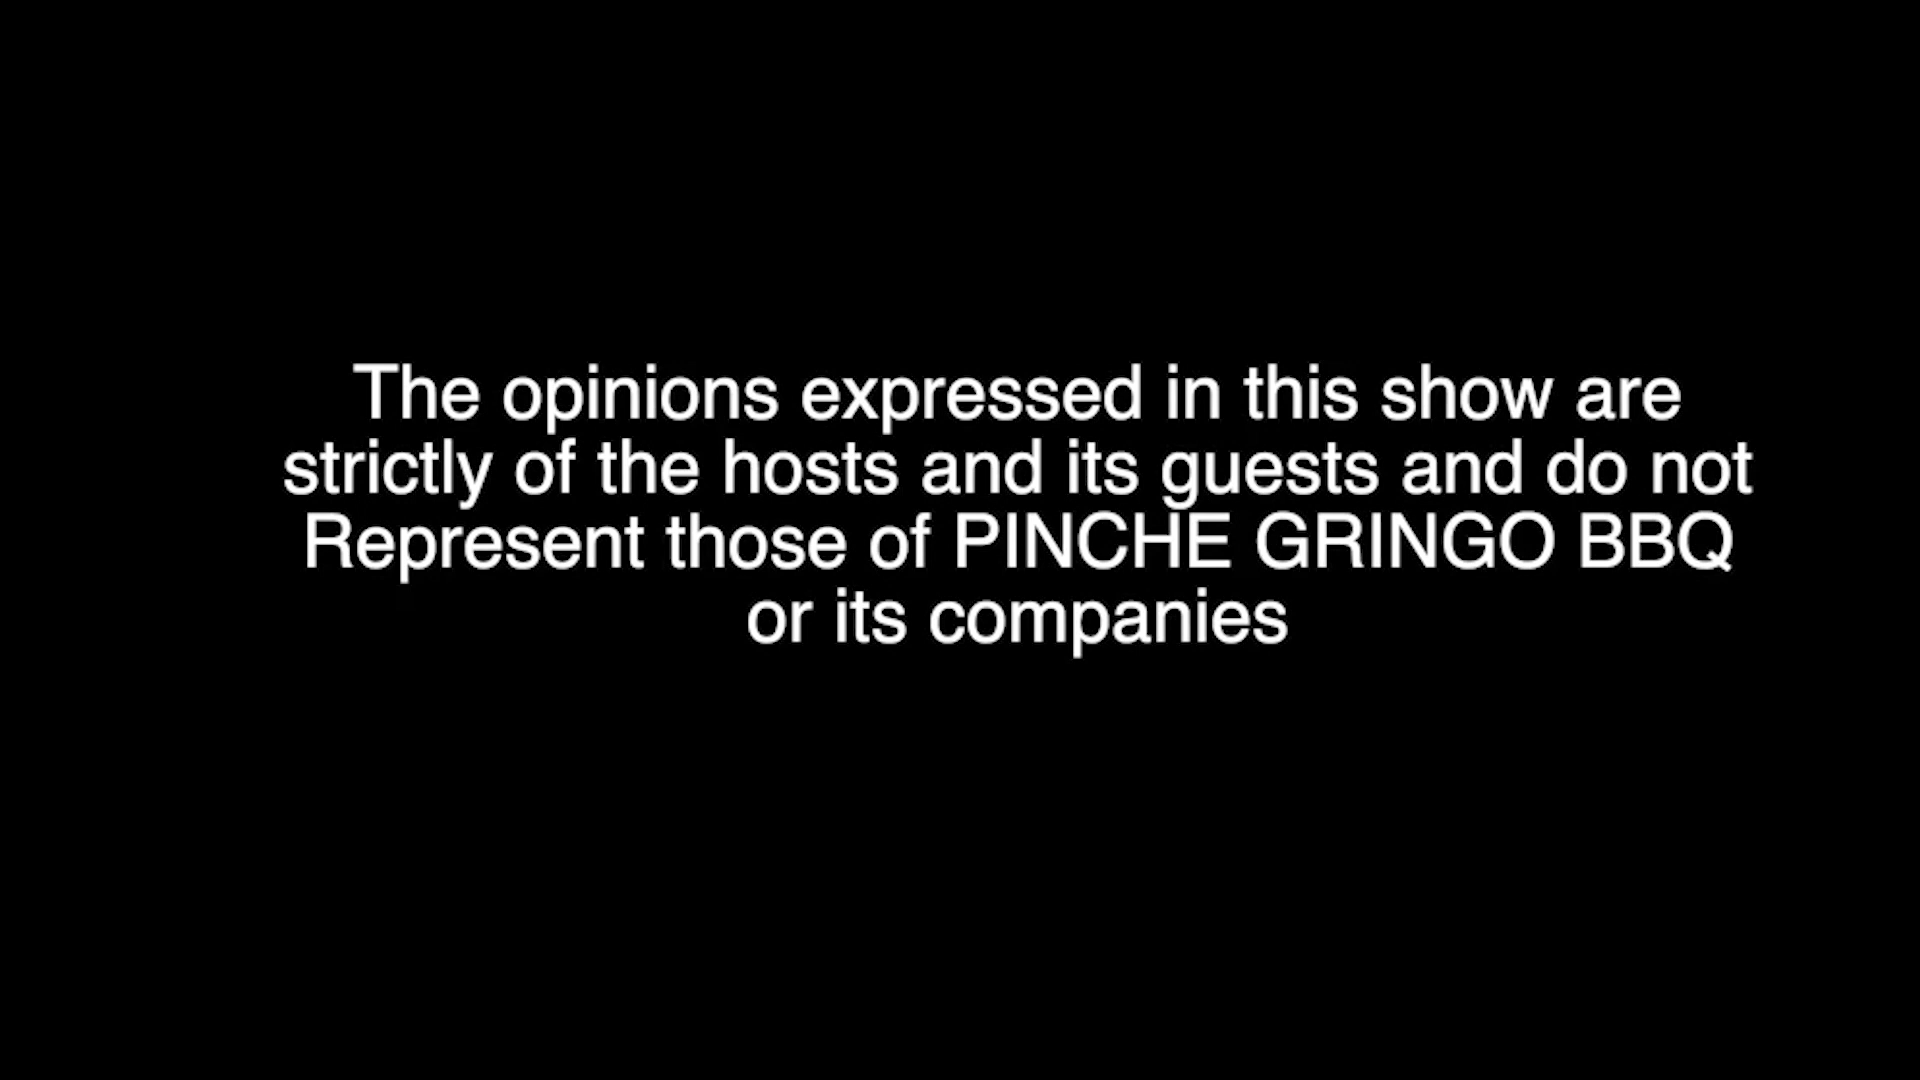 The opinions expressed in this show are
strictly of the hosts and its guests and do not
Represent those of PINCHE GRINGO BBQ
or its companies